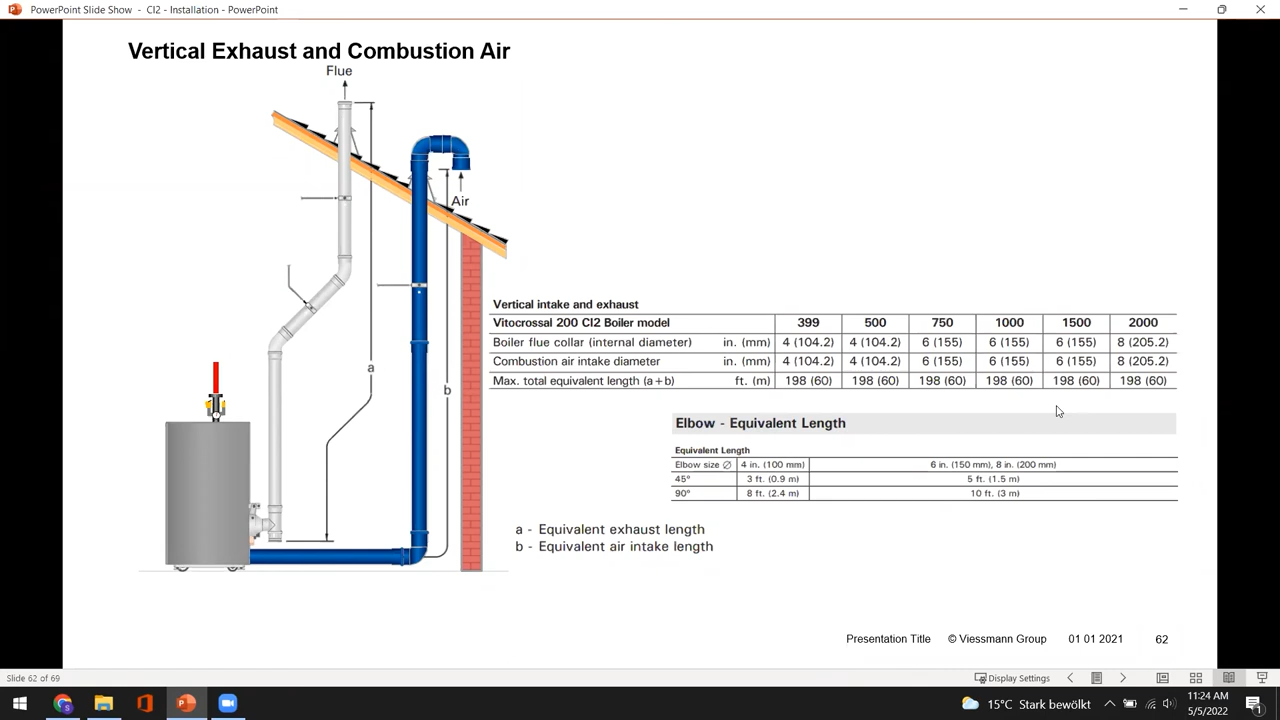 PowerPoint Slide Show - CI2 - Installation - PowerPoint
Vertical Exhaust and Combustion Air
Flue
Air
a
b
Vertical intake and exhaust
Vitocrossal 200 CI2 Boiler model 399 500 750 1000 1500 2000
Boiler flue collar (internal diameter) in. (mm) 4 (104.2) 4 (104.2) 6 (155) 6 (155) 6 (155) 8 (205.2)
Combustion air intake diameter in. (mm) 4 (104.2) 4 (104.2) 6 (155) 6 (155) 6 (155) 8 (205.2)
Max. total equivalent length (a+b) ft. (m) 198 (60) 198 (60) 198 (60) 198 (60) 198 (60) 198 (60)
Elbow - Equivalent Length
Equivalent Length
Elbow size ∅ 4 in. (100 mm) 6 in. (150 mm), 8 in. (200 mm)
45° 3 ft. (0.9 m) 5 ft. (1.5 m)
90° 8 ft. (2.4 m) 10 ft. (3 m)
a - Equivalent exhaust length
b - Equivalent air intake length
Presentation Title © Viessmann Group 01 01 2021 62
Slide 62 of 69 Display Settings
15°C Stark bewölkt 11:24 AM
5/5/2022 1